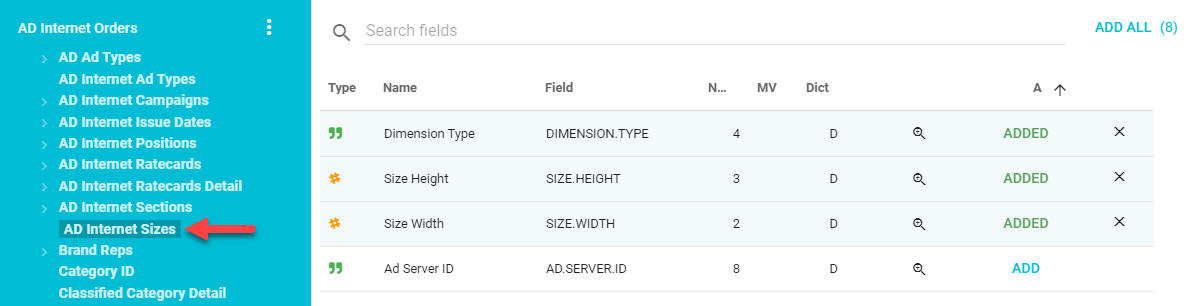 AD Internet Orders
AD Ad Types
AD Internet Ad Types
AD Internet Campaigns
AD Internet Issue Dates
AD Internet Positions
AD Internet Ratecards
AD Internet Ratecards Detail
AD Internet Sections
AD Internet Sizes
Brand Reps
Category ID
Classified Category Detail
Search fields
ADD ALL (8)
Type Name Field N... MV Dict A
Dimension Type DIMENSION.TYPE 4 D ADDED
Size Height SIZE.HEIGHT 3 D ADDED
Size Width SIZE.WIDTH 2 D ADDED
Ad Server ID AD.SERVER.ID 8 D ADD